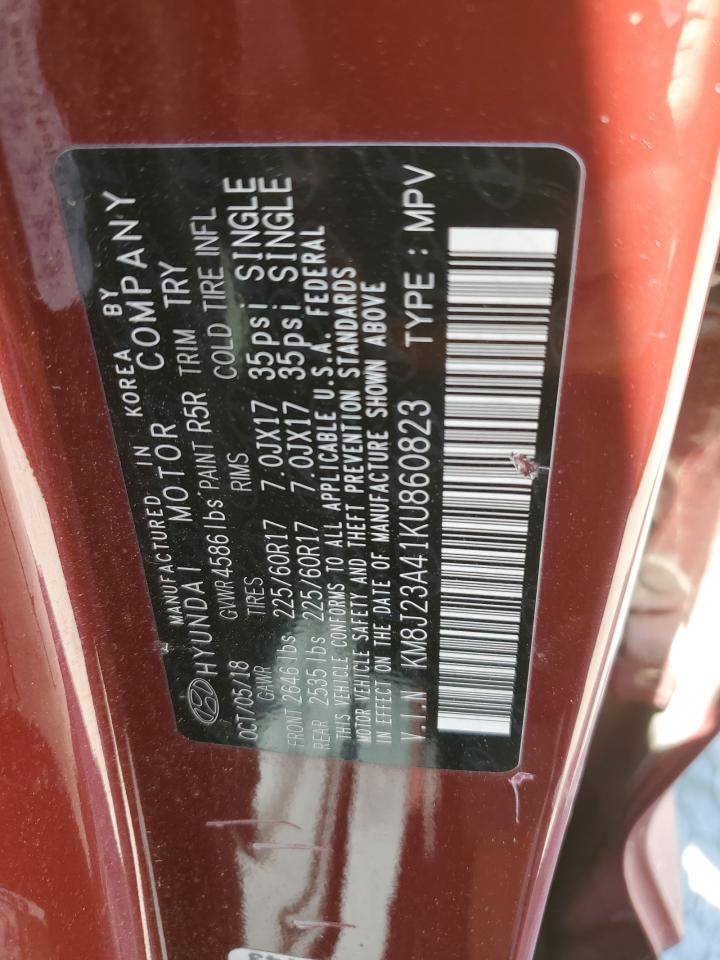 MANUFACTURED IN KOREA BY
HYUNDAI MOTOR COMPANY
OCT/05/18 GVWR 4586 lbs PAINT R5R TRIM TRY
GAWR TIRES RIMS COLD TIRE INFL
FRONT 2646 lbs 225/60R17 7.0JX17 35psi SINGLE
REAR 2535 lbs 225/60R17 7.0JX17 35psi SINGLE
THIS VEHICLE CONFORMS TO ALL APPLICABLE U.S.A. FEDERAL
MOTOR VEHICLE SAFETY AND THEFT PREVENTION STANDARDS
IN EFFECT ON THE DATE OF MANUFACTURE SHOWN ABOVE
V.I.N KM8J23A41KU860823 TYPE : MPV